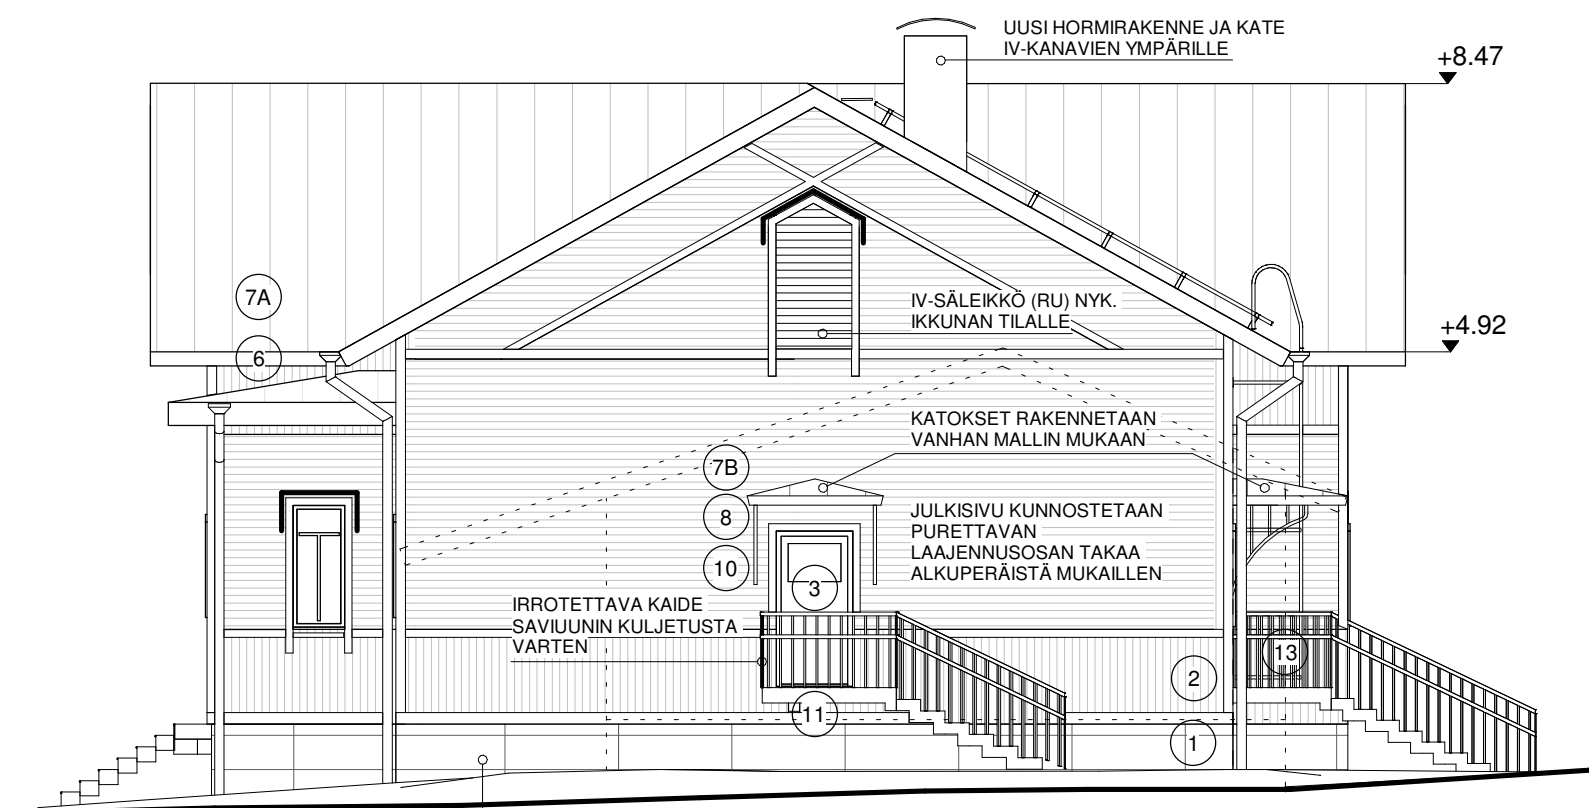 UUSI HORMIRAKENNE JA KATE
IV-KANAVIEN YMPÄRILLE
+8.47
7A
IV-SÄLEIKKÖ (RU) NYK.
IKKUNAN TILALLE
+4.92
6
KATOKSET RAKENNETAAN
VANHAN MALLIN MUKAAN
7B
8
JULKISIVU KUNNOSTETAAN
PURETTAVAN
LAAJENNUSOSAN TAKAA
ALKUPERÄISTÄ MUKAILLEN
10
3
IRROTETTAVA KAIDE
SAVIUUNIN KULJETUSTA
VARTEN
13
2
11
1